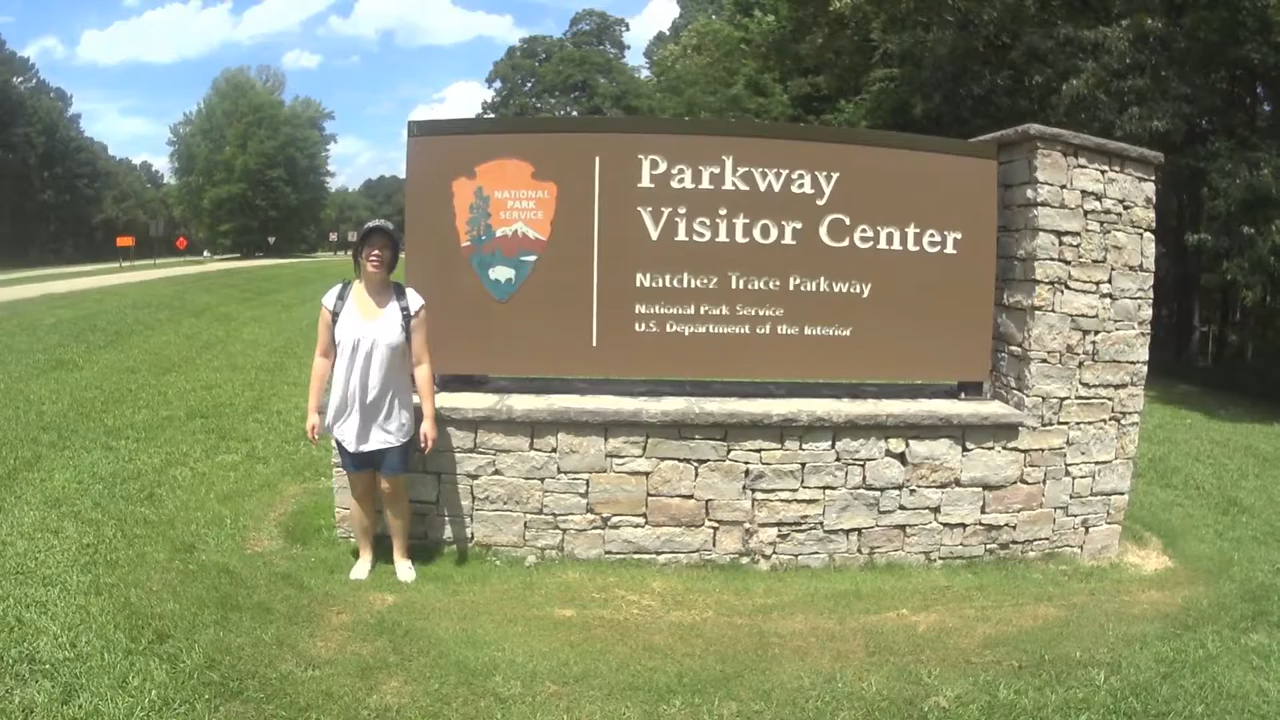 NATIONAL
PARK
SERVICE
Parkway
Visitor Center
Natchez Trace Parkway
National Park Service
U.S. Department of the Interior